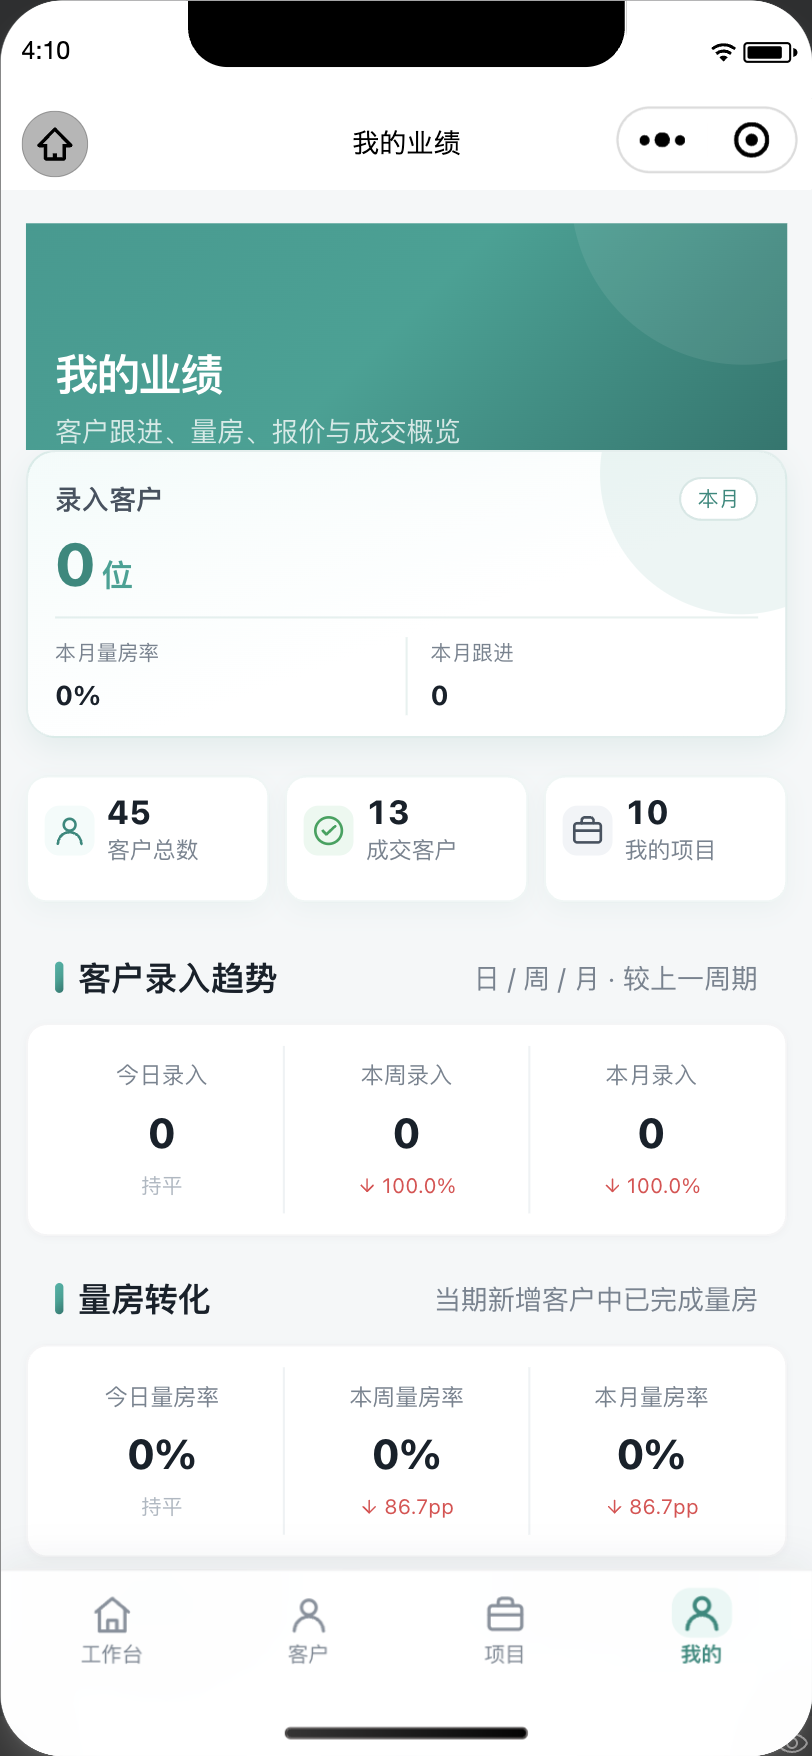 4:10
我的业绩
我的业绩
客户跟进、量房、报价与成交概览
录入客户
本月
0 位
本月量房率
本月跟进
0%
0
45
13
10
客户总数
成交客户
我的项目
客户录入趋势
日 / 周 / 月 · 较上一周期
今日录入
本周录入
本月录入
0
0
0
持平
↓ 100.0%
↓ 100.0%
量房转化
当期新增客户中已完成量房
今日量房率
本周量房率
本月量房率
0%
0%
0%
持平
↓ 86.7pp
↓ 86.7pp
工作台
客户
项目
我的